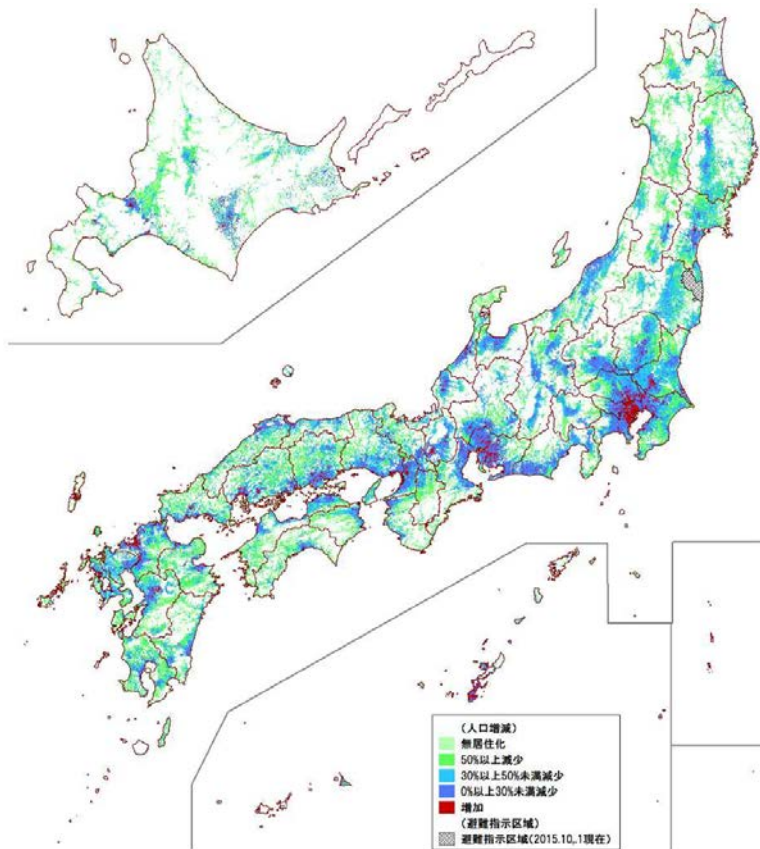 (人口増減)
無居住化
50%以上減少
30%以上50%未満減少
0%以上30%未満減少
増加
(避難指示区域)
避難指示区域(2015.10,.1現在)